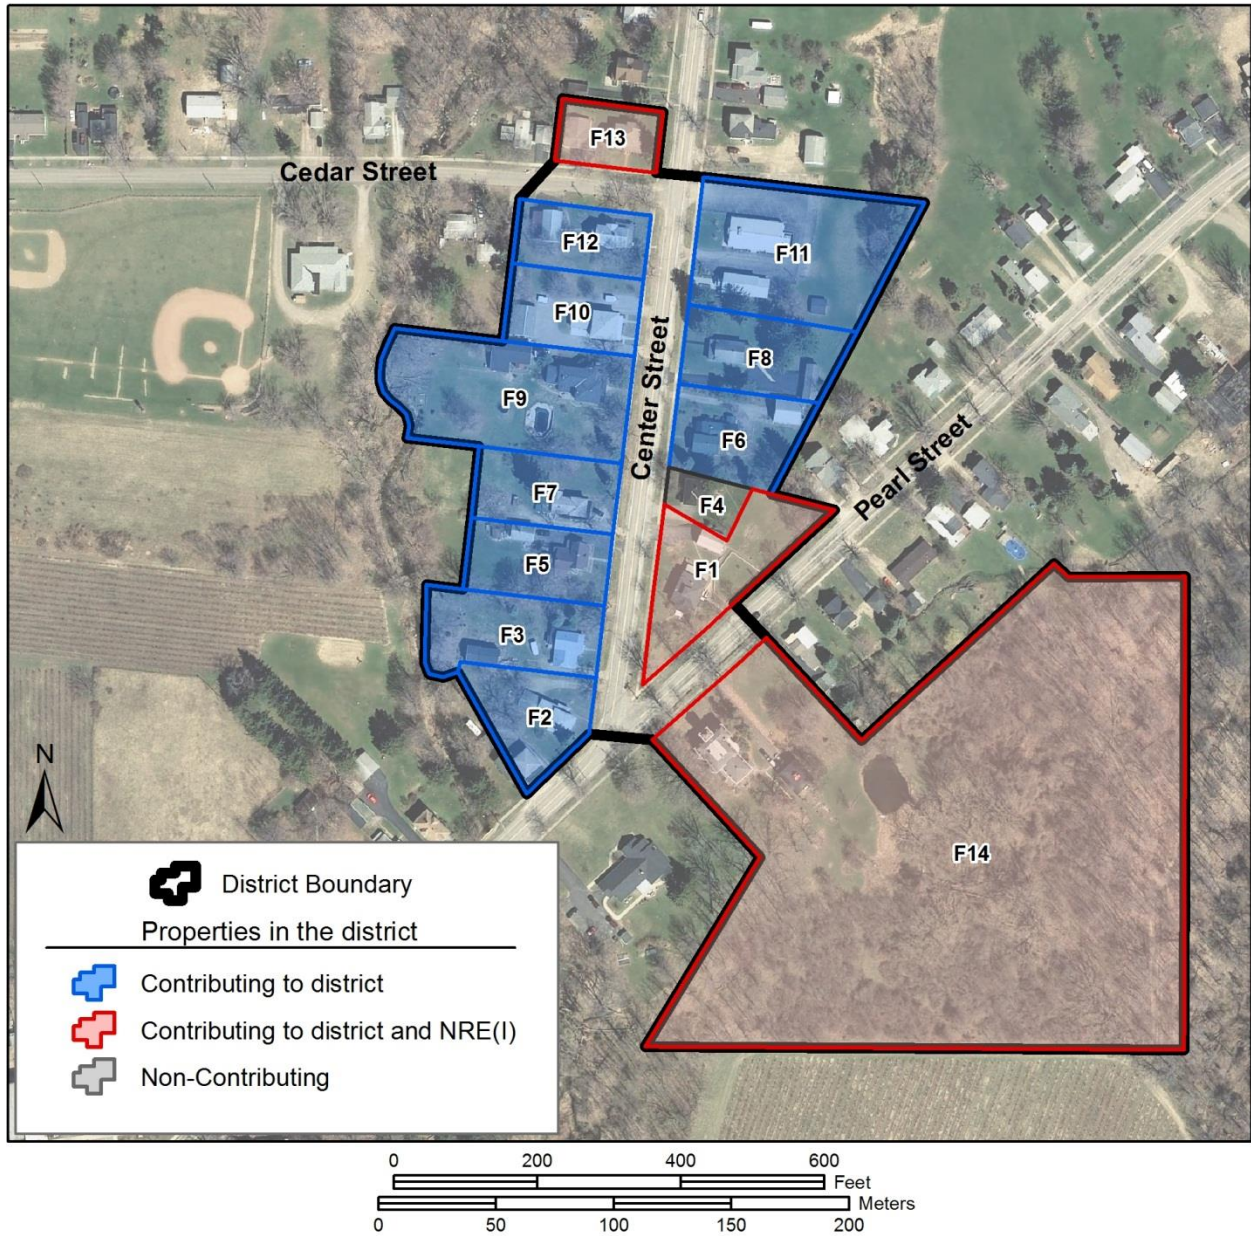 F13
Cedar Street
F12
F11
F10
F8
F9
Center Street
F6
Pearl Street
F7
F4
F5
F1
F3
F2
F14
N
District Boundary
Properties in the district
Contributing to district
Contributing to district and NRE(I)
Non-Contributing
0 200 400 600
Feet
Meters
0 50 100 150 200